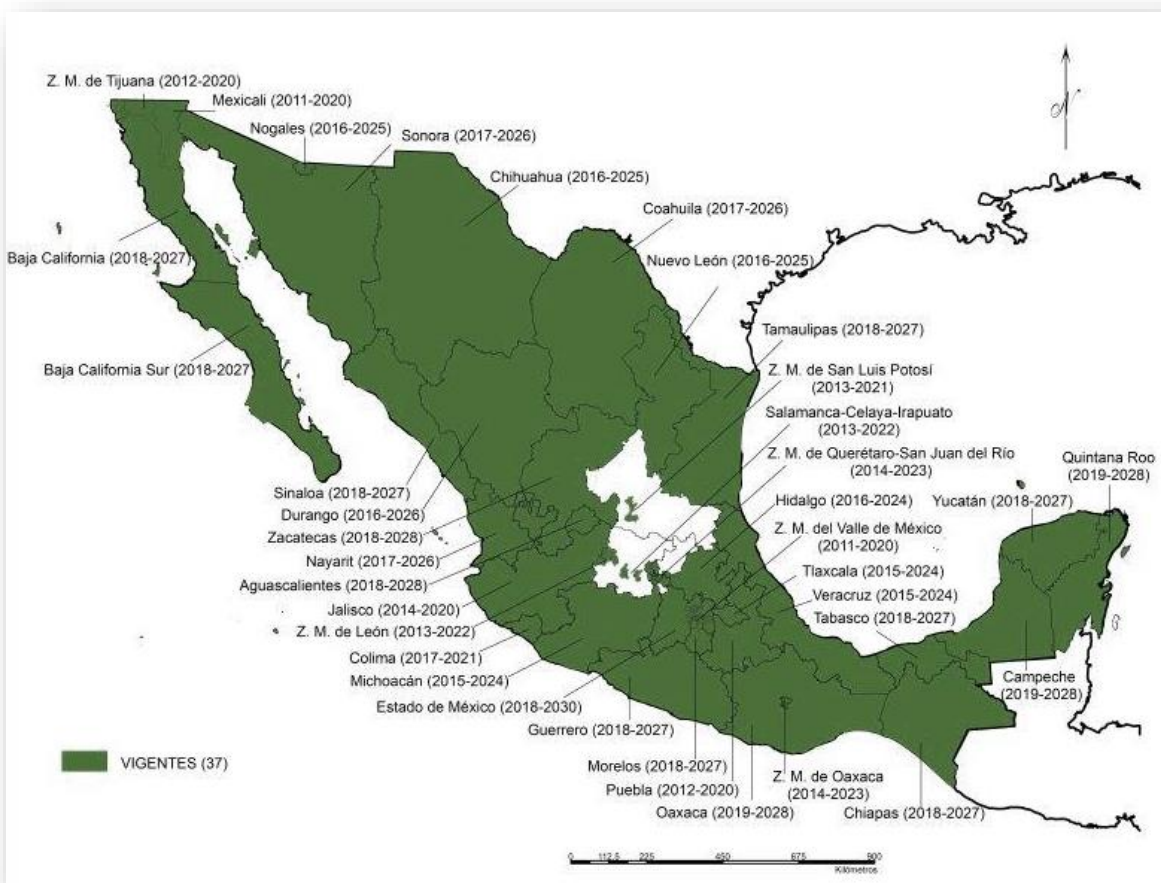 Z. M. de Tijuana (2012-2020)
Mexicali (2011-2020)
Nogales (2016-2025)
Sonora (2017-2026)
Chihuahua (2016-2025)
Coahuila (2017-2026)
Baja California (2018-2027)
Nuevo León (2016-2025)
Tamaulipas (2018-2027)
Baja California Sur (2018-2027
Z. M. de San Luis Potosí
(2013-2021)
Salamanca-Celaya-Irapuato
(2013-2022)
Z. M. de Querétaro-San Juan del Río
(2014-2023)
Quintana Roo
(2019-2028)
Sinaloa (2018-2027)
Hidalgo (2016-2024)
Yucatán (2018-2027)
Durango (2016-2026)
Z. M. del Valle de México
(2011-2020)
Zacatecas (2018-2028)
Nayarit (2017-2026)
Tlaxcala (2015-2024)
Aguascalientes (2018-2028)
Veracruz (2015-2024)
Jalisco (2014-2020)
Tabasco (2018-2027)
Z. M. de León (2013-2022)
Colima (2017-2021)
Michoacán (2015-2024)
Campeche
(2019-2028)
Estado de México (2018-2030)
Guerrero (2018-2027)
VIGENTES (37)
Morelos (2018-2027)
Z. M. de Oaxaca
(2014-2023)
Puebla (2012-2020)
Oaxaca (2019-2028)
Chiapas (2018-2027)
0 112.5 225 450 675 900
Kilómetros